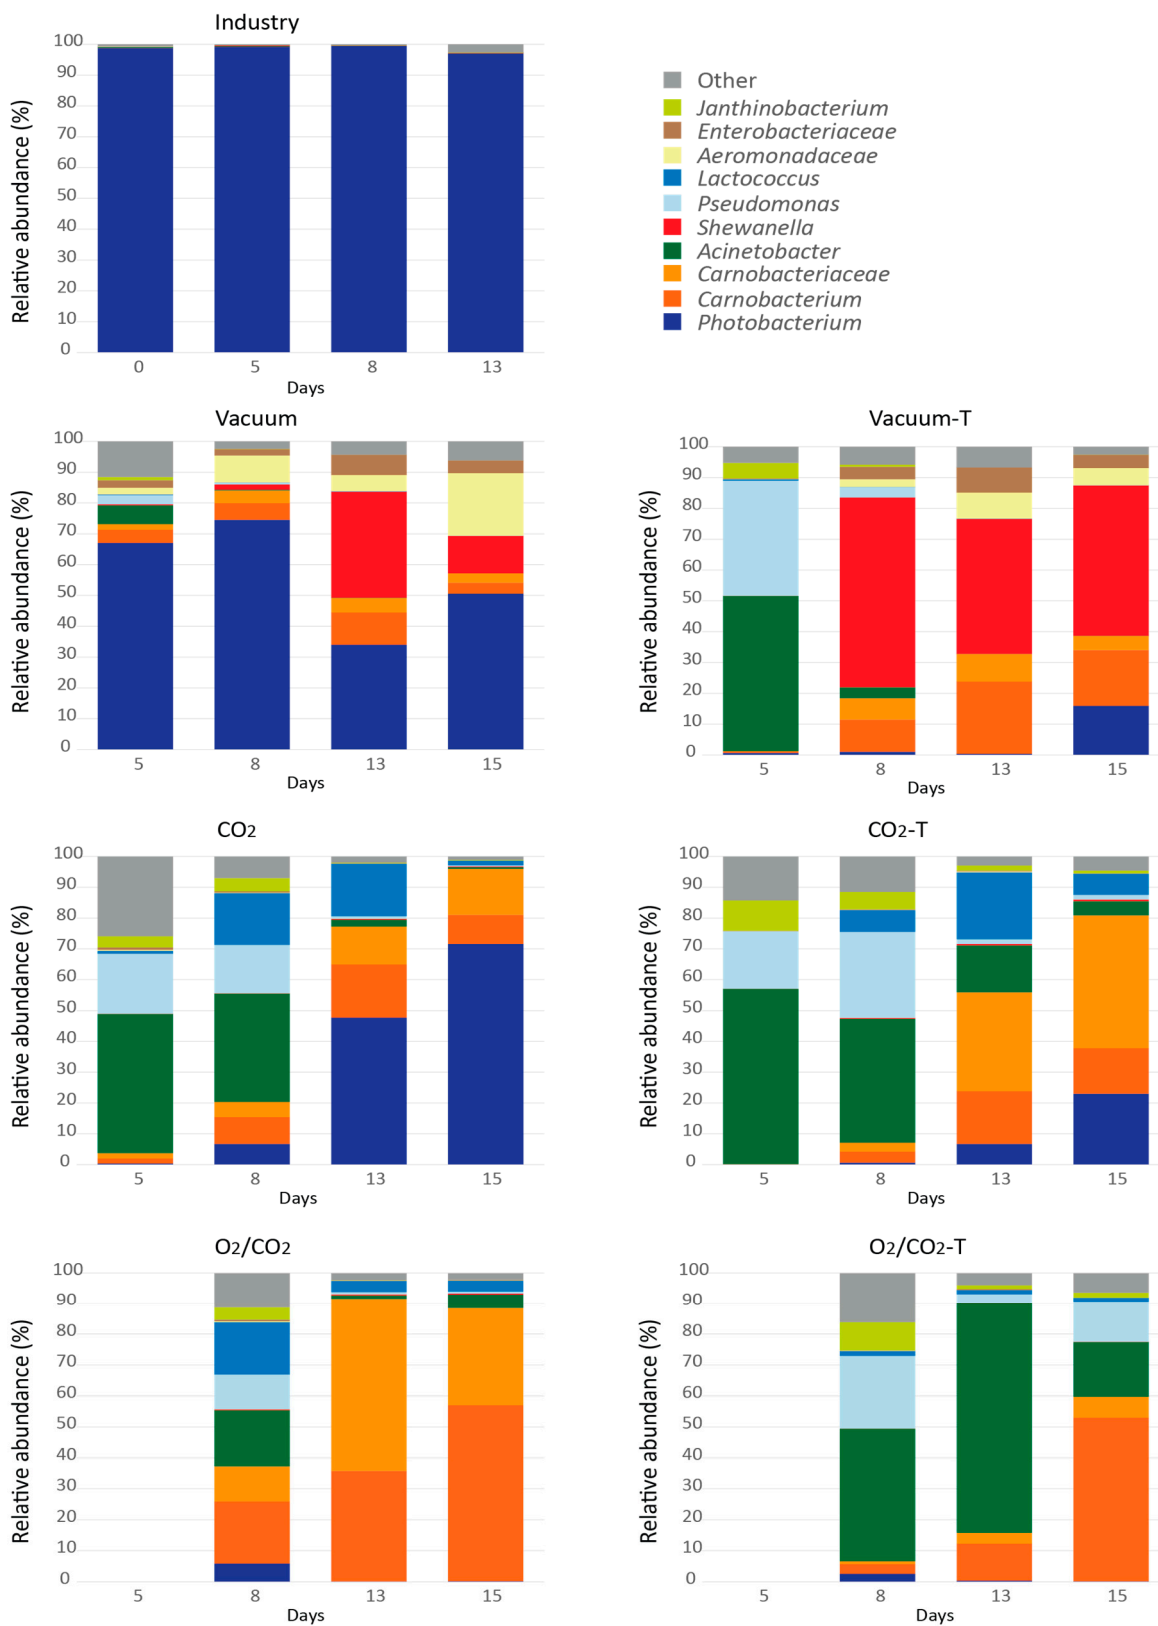 Industry
Relative abundance (%)
100
90
80
70
60
50
40
30
20
10
0
0 5 8 13
Days
Other
Janthinobacterium
Enterobacteriaceae
Aeromonadaceae
Lactococcus
Pseudomonas
Shewanella
Acinetobacter
Carnobacteriaceae
Carnobacterium
Photobacterium
Vacuum
Relative abundance (%)
100
90
80
70
60
50
40
30
20
10
0
5 8 13 15
Days
Vacuum-T
Relative abundance (%)
100
90
80
70
60
50
40
30
20
10
0
5 8 13 15
Days
CO2
Relative abundance (%)
100
90
80
70
60
50
40
30
20
10
0
5 8 13 15
Days
CO2-T
Relative abundance (%)
100
90
80
70
60
50
40
30
20
10
0
5 8 13 15
Days
O2/CO2
Relative abundance (%)
100
90
80
70
60
50
40
30
20
10
0
5 8 13 15
Days
O2/CO2-T
Relative abundance (%)
100
90
80
70
60
50
40
30
20
10
0
5 8 13 15
Days